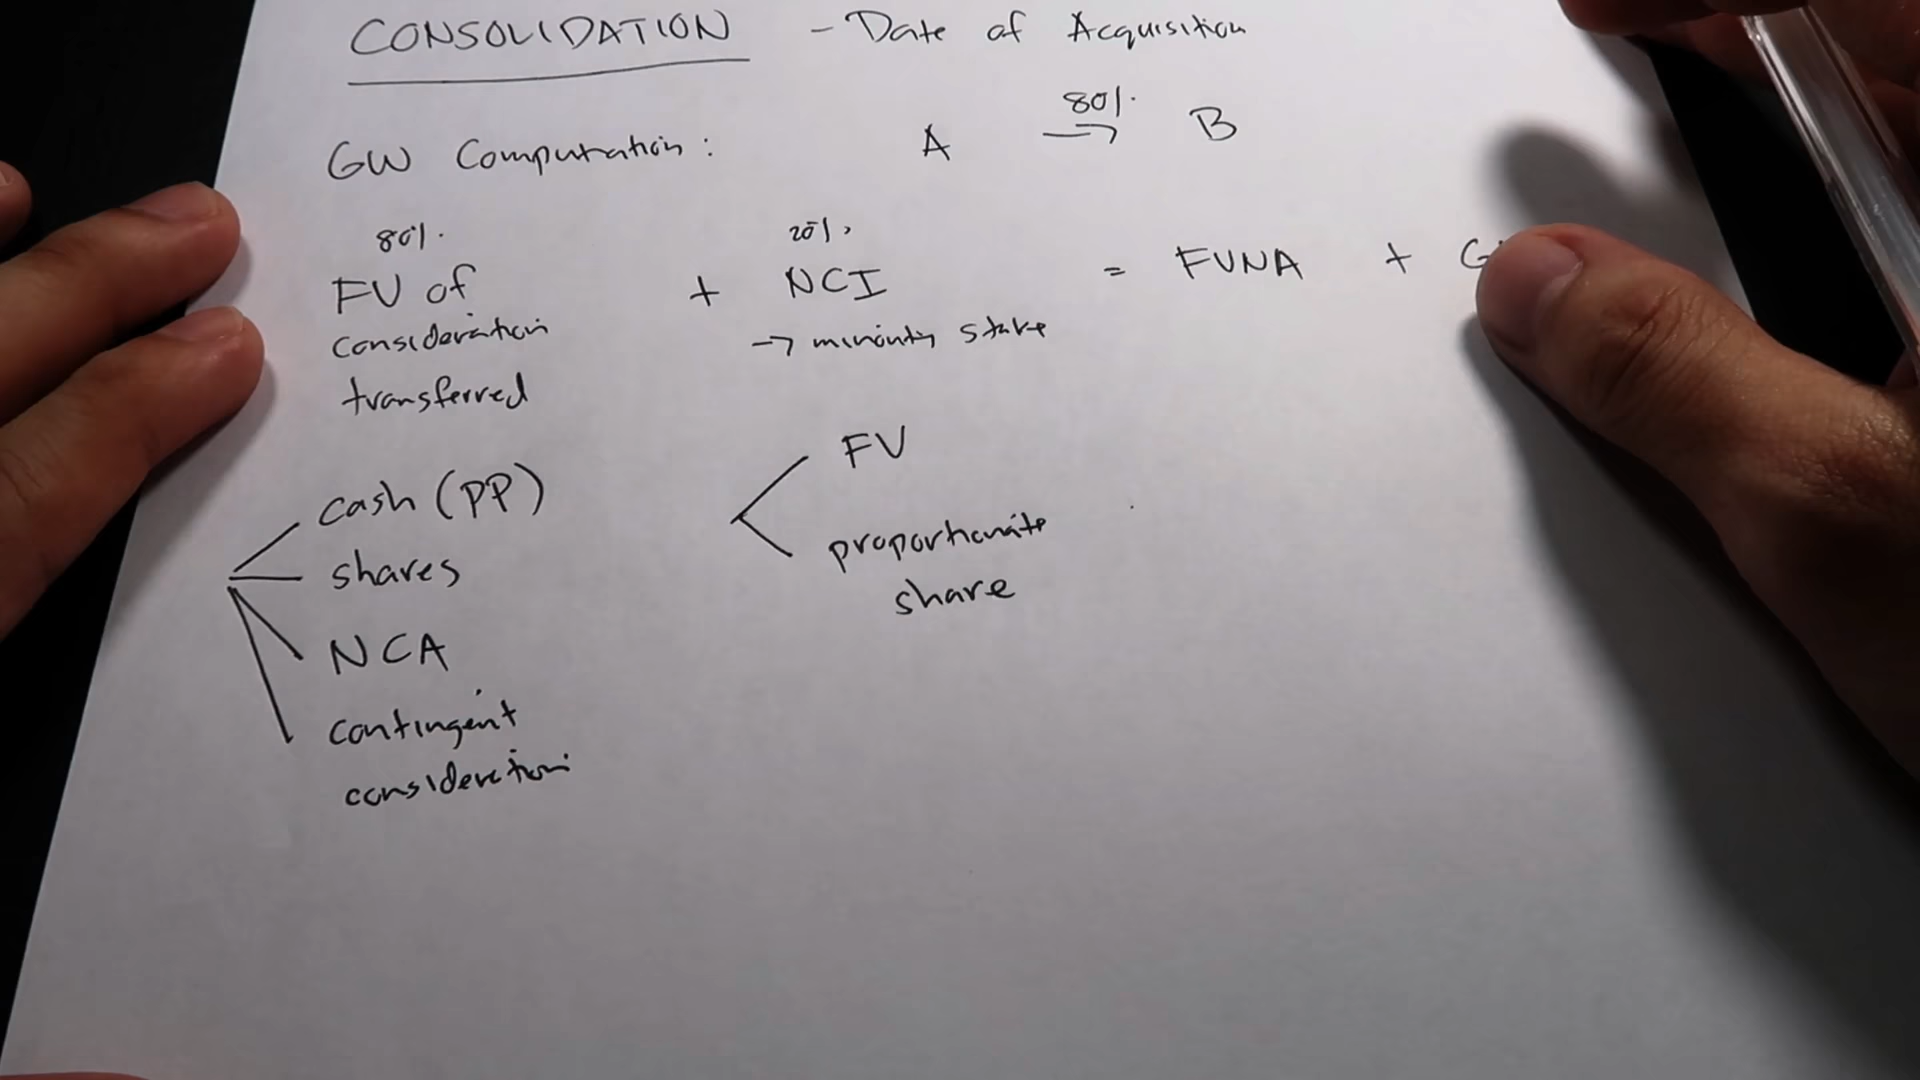 CONSOLIDATION - Date of Acquisition
GW Computation : A 80% → B
80% 20%
FV of + NCI = FVNA + G
consideration → minority stake
transferred
FV
cash (PP)
proportionate
shares share
NCA
contingent
consideration